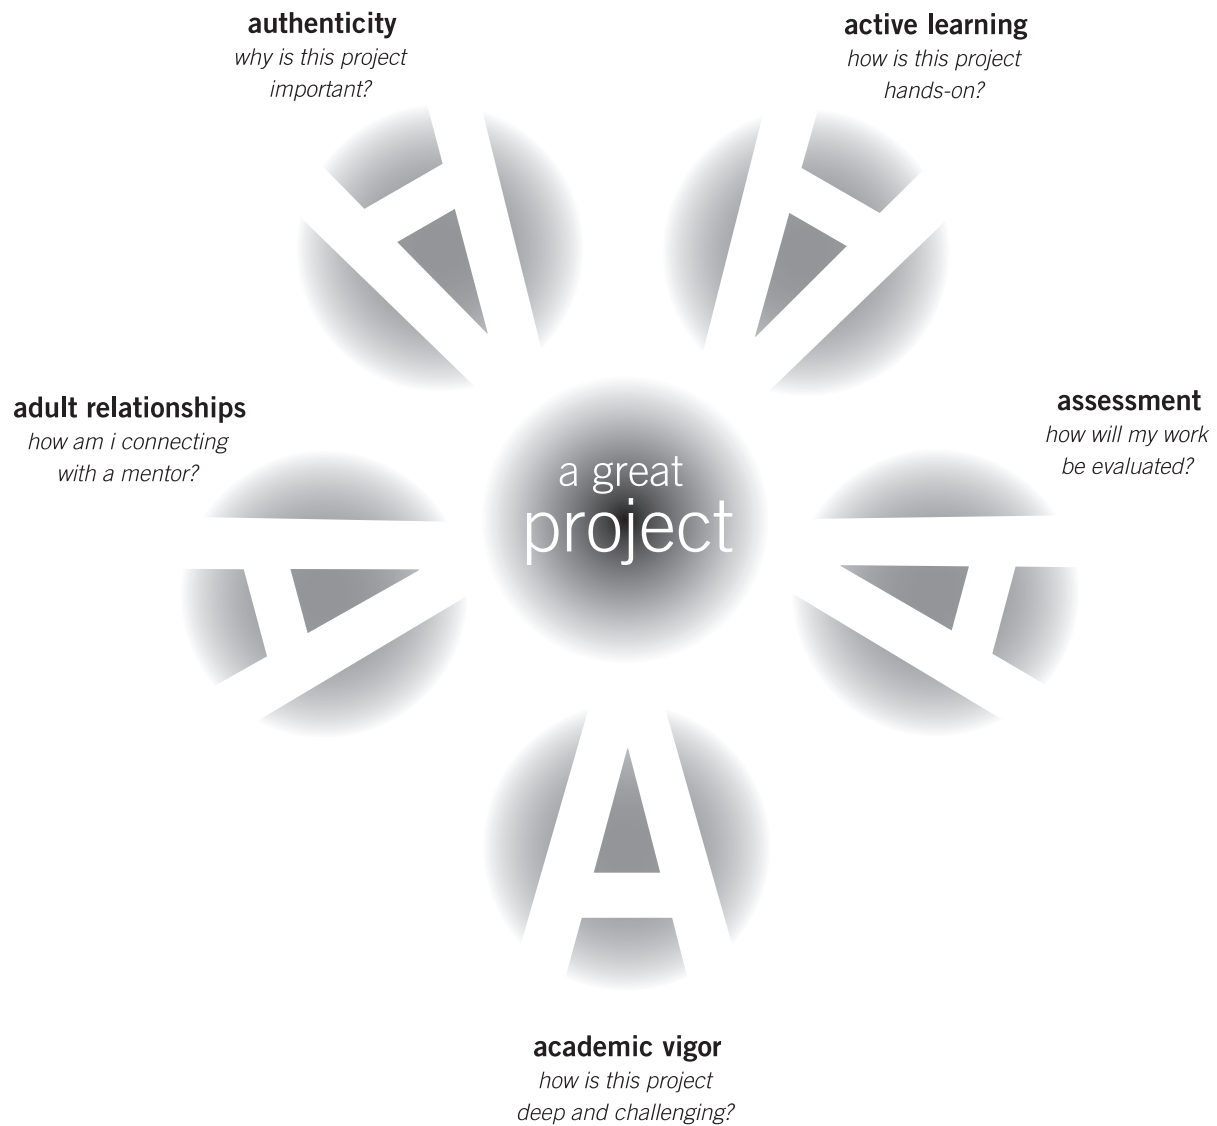 authenticity
why is this project
important?
active learning
how is this project
hands-on?
adult relationships
how am i connecting
with a mentor?
assessment
how will my work
be evaluated?
a great
project
A
A
A
A
A
academic vigor
how is this project
deep and challenging?